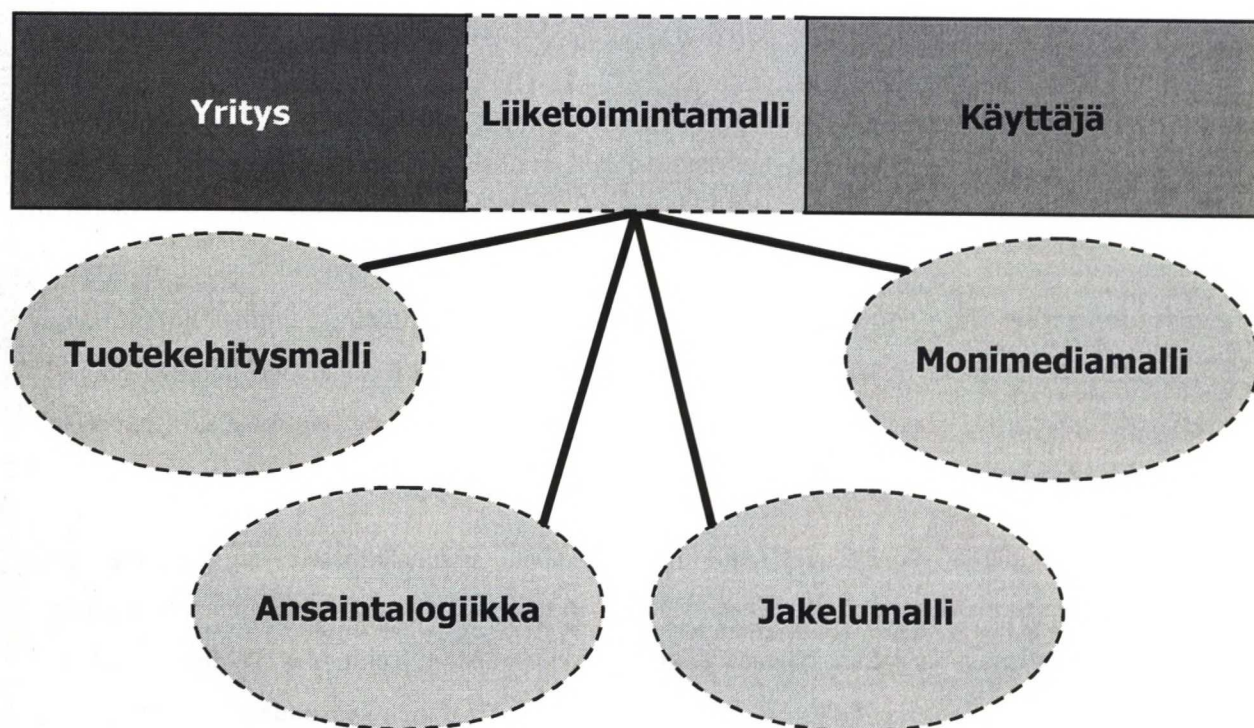 Yritys
Liiketoimintamalli
Käyttäjä
Tuotekehitysmalli
Monimediamalli
Ansaintalogiikka
Jakelumalli